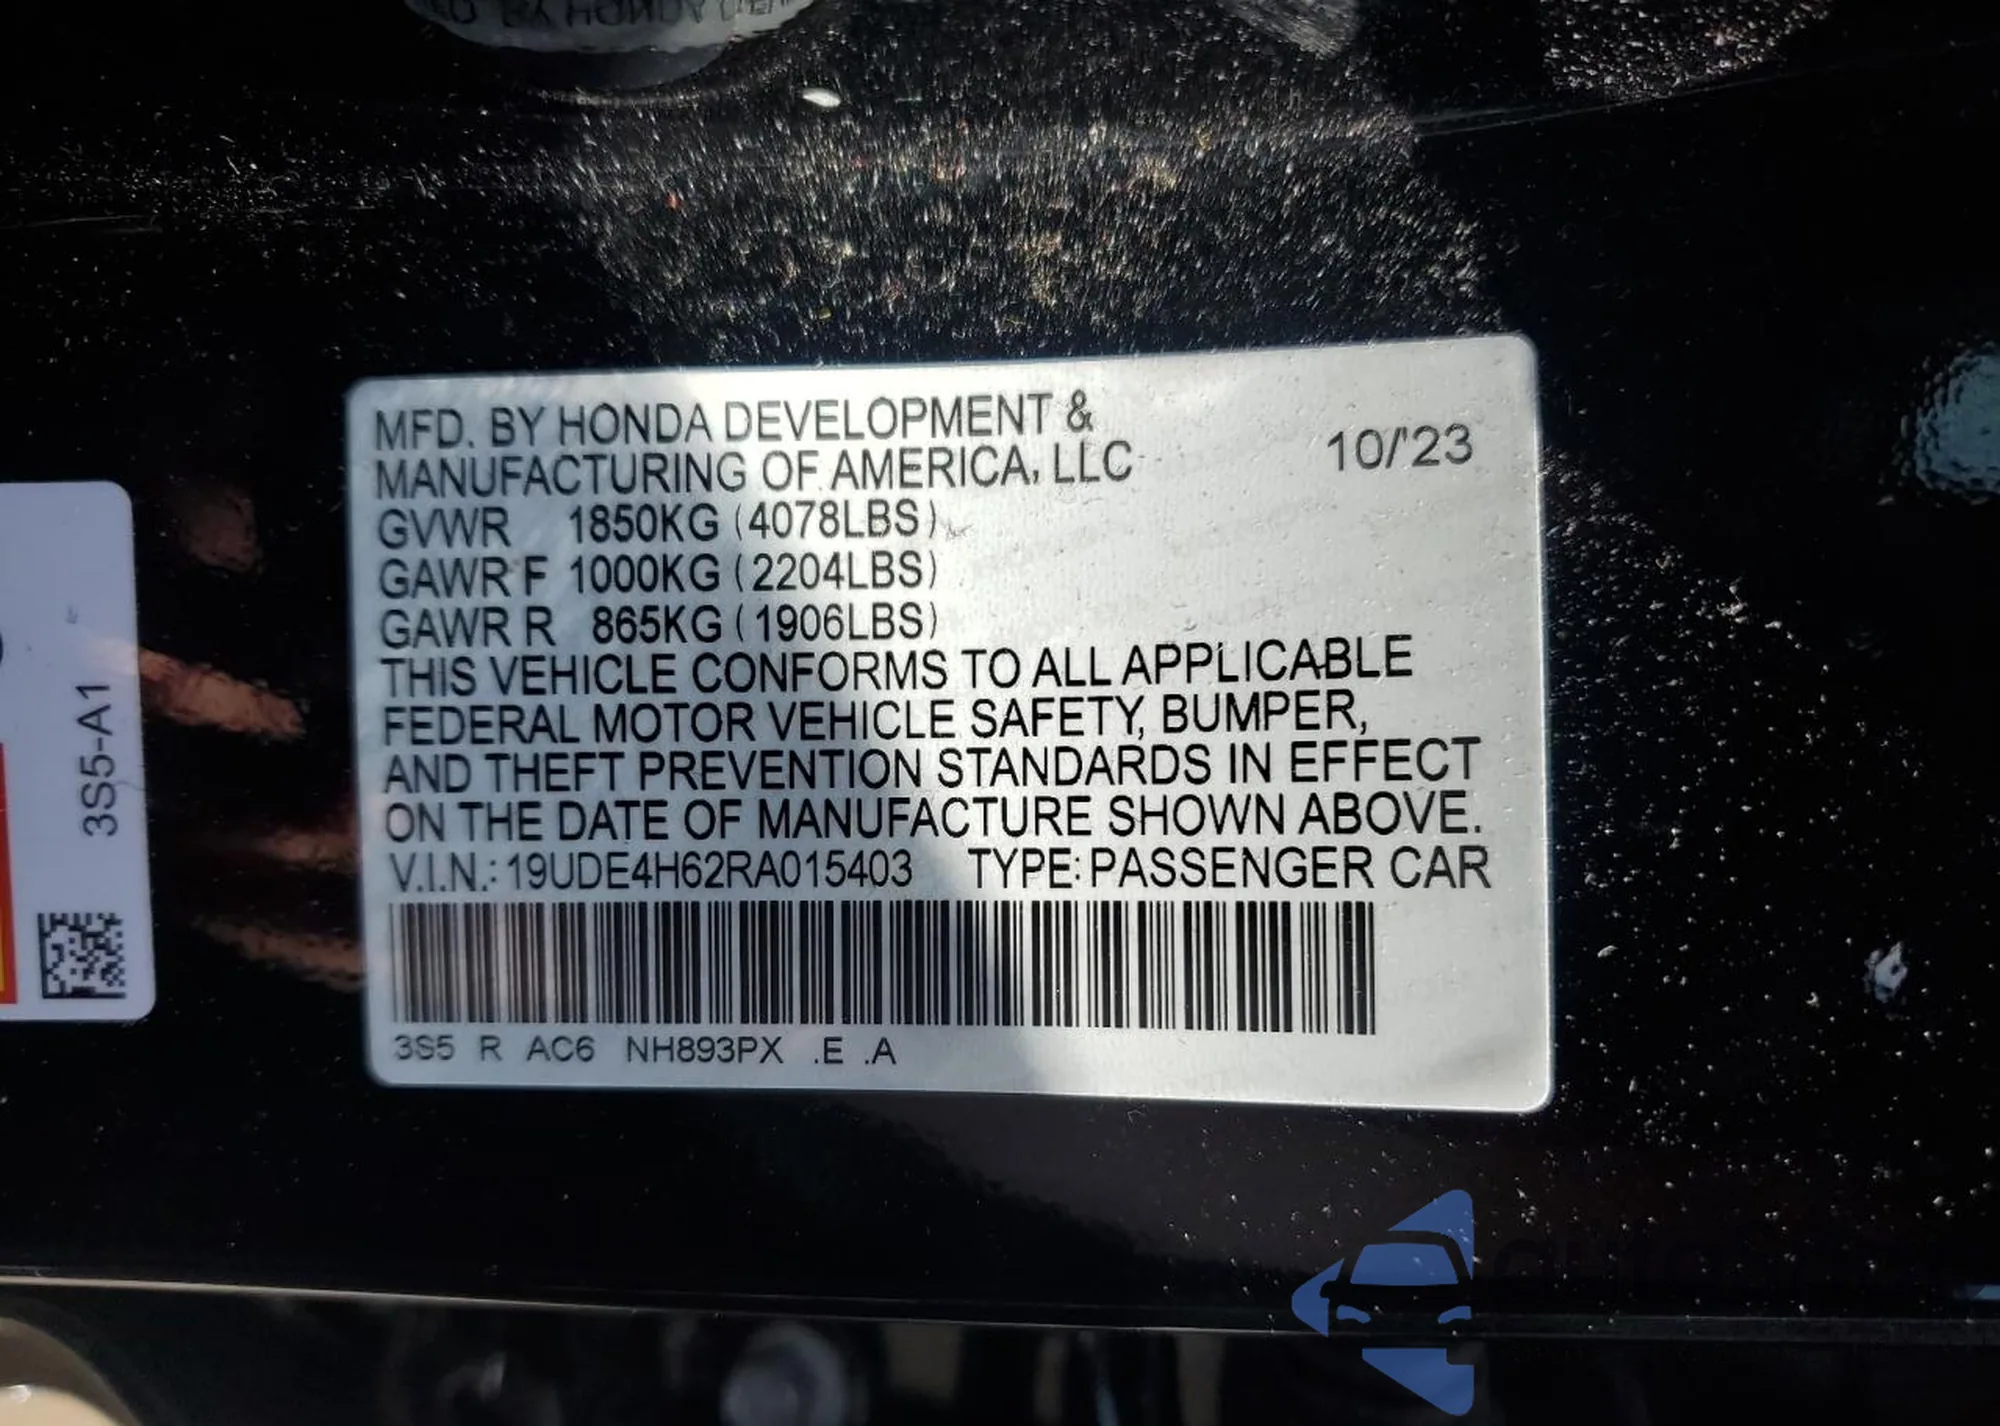 BY HONDA
MFD. BY HONDA DEVELOPMENT &
MANUFACTURING OF AMERICA, LLC
10/'23
GVWR 1850KG (4078LBS)
GAWR F 1000KG (2204LBS)
GAWR R 865KG (1906LBS)
THIS VEHICLE CONFORMS TO ALL APPLICABLE
FEDERAL MOTOR VEHICLE SAFETY, BUMPER,
AND THEFT PREVENTION STANDARDS IN EFFECT
ON THE DATE OF MANUFACTURE SHOWN ABOVE.
V.I.N.: 19UDE4H62RA015403 TYPE: PASSENGER CAR
3S5 R AC6 NH893PX .E .A
3S5-A1